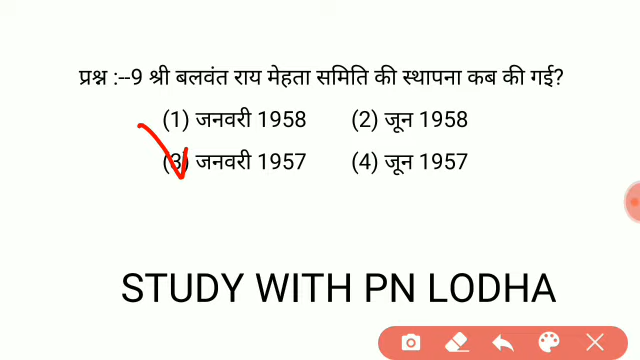 प्रश्न :--9 श्री बलवंत राय मेहता समिति की स्थापना कब की गई?
(1) जनवरी 1958 (2) जून 1958
(3) जनवरी 1957 (4) जून 1957
STUDY WITH PN LODHA